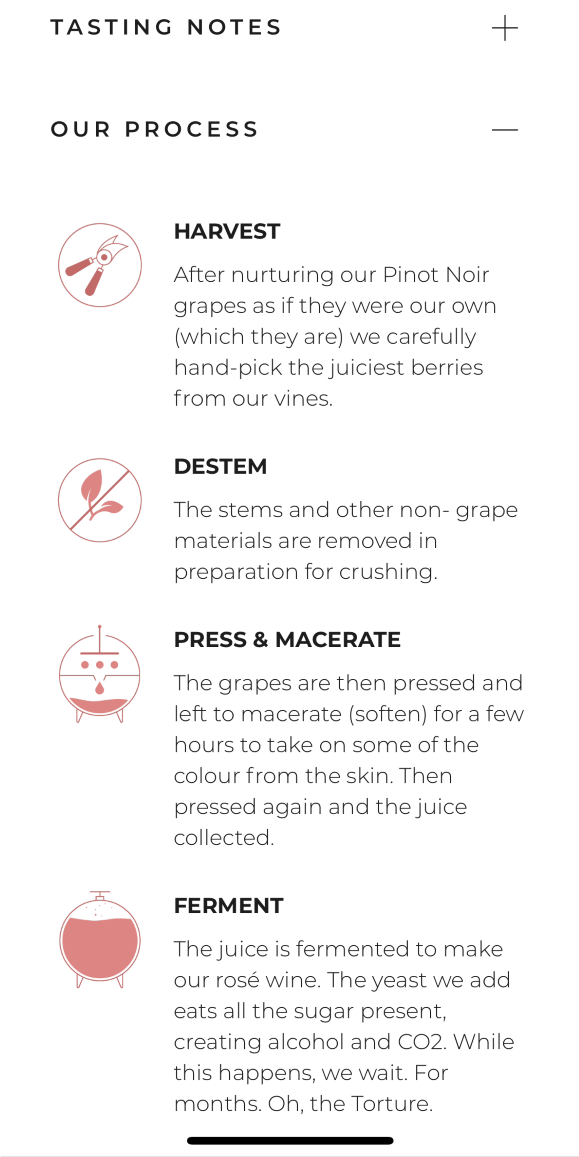 TASTING NOTES
OUR PROCESS
HARVEST
After nurturing our Pinot Noir
grapes as if they were our own
(which they are) we carefully
hand-pick the juiciest berries
from our vines.
DESTEM
The stems and other non- grape
materials are removed in
preparation for crushing.
PRESS & MACERATE
The grapes are then pressed and
left to macerate (soften) for a few
hours to take on some of the
colour from the skin. Then
pressed again and the juice
collected.
FERMENT
The juice is fermented to make
our rosé wine. The yeast we add
eats all the sugar present,
creating alcohol and CO2. While
this happens, we wait. For
months. Oh, the Torture.